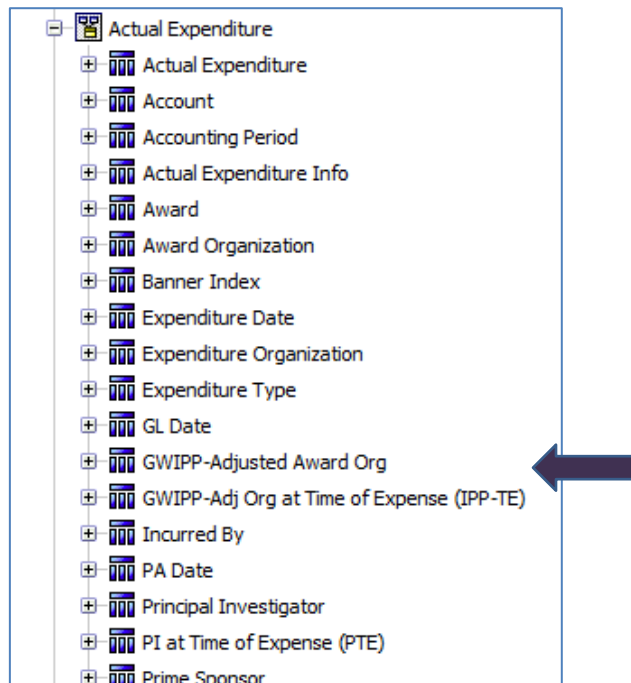 Actual Expenditure
Actual Expenditure
Account
Accounting Period
Actual Expenditure Info
Award
Award Organization
Banner Index
Expenditure Date
Expenditure Organization
Expenditure Type
GL Date
GWIPP-Adjusted Award Org
GWIPP-Adj Org at Time of Expense (IPP-TE)
Incurred By
PA Date
Principal Investigator
PI at Time of Expense (PTE)
Prime Sponsor